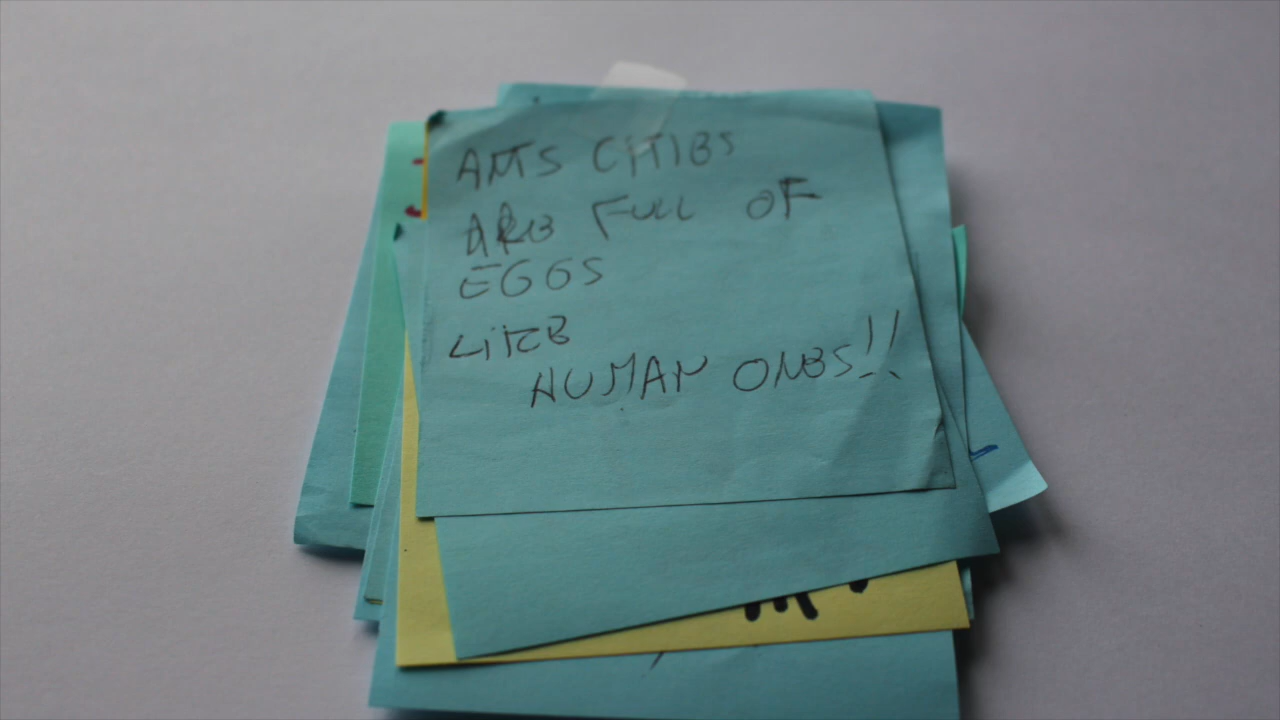 ANTS CITIES
ARE FULL OF
EGGS
LIKE
HUMAN ONES!!